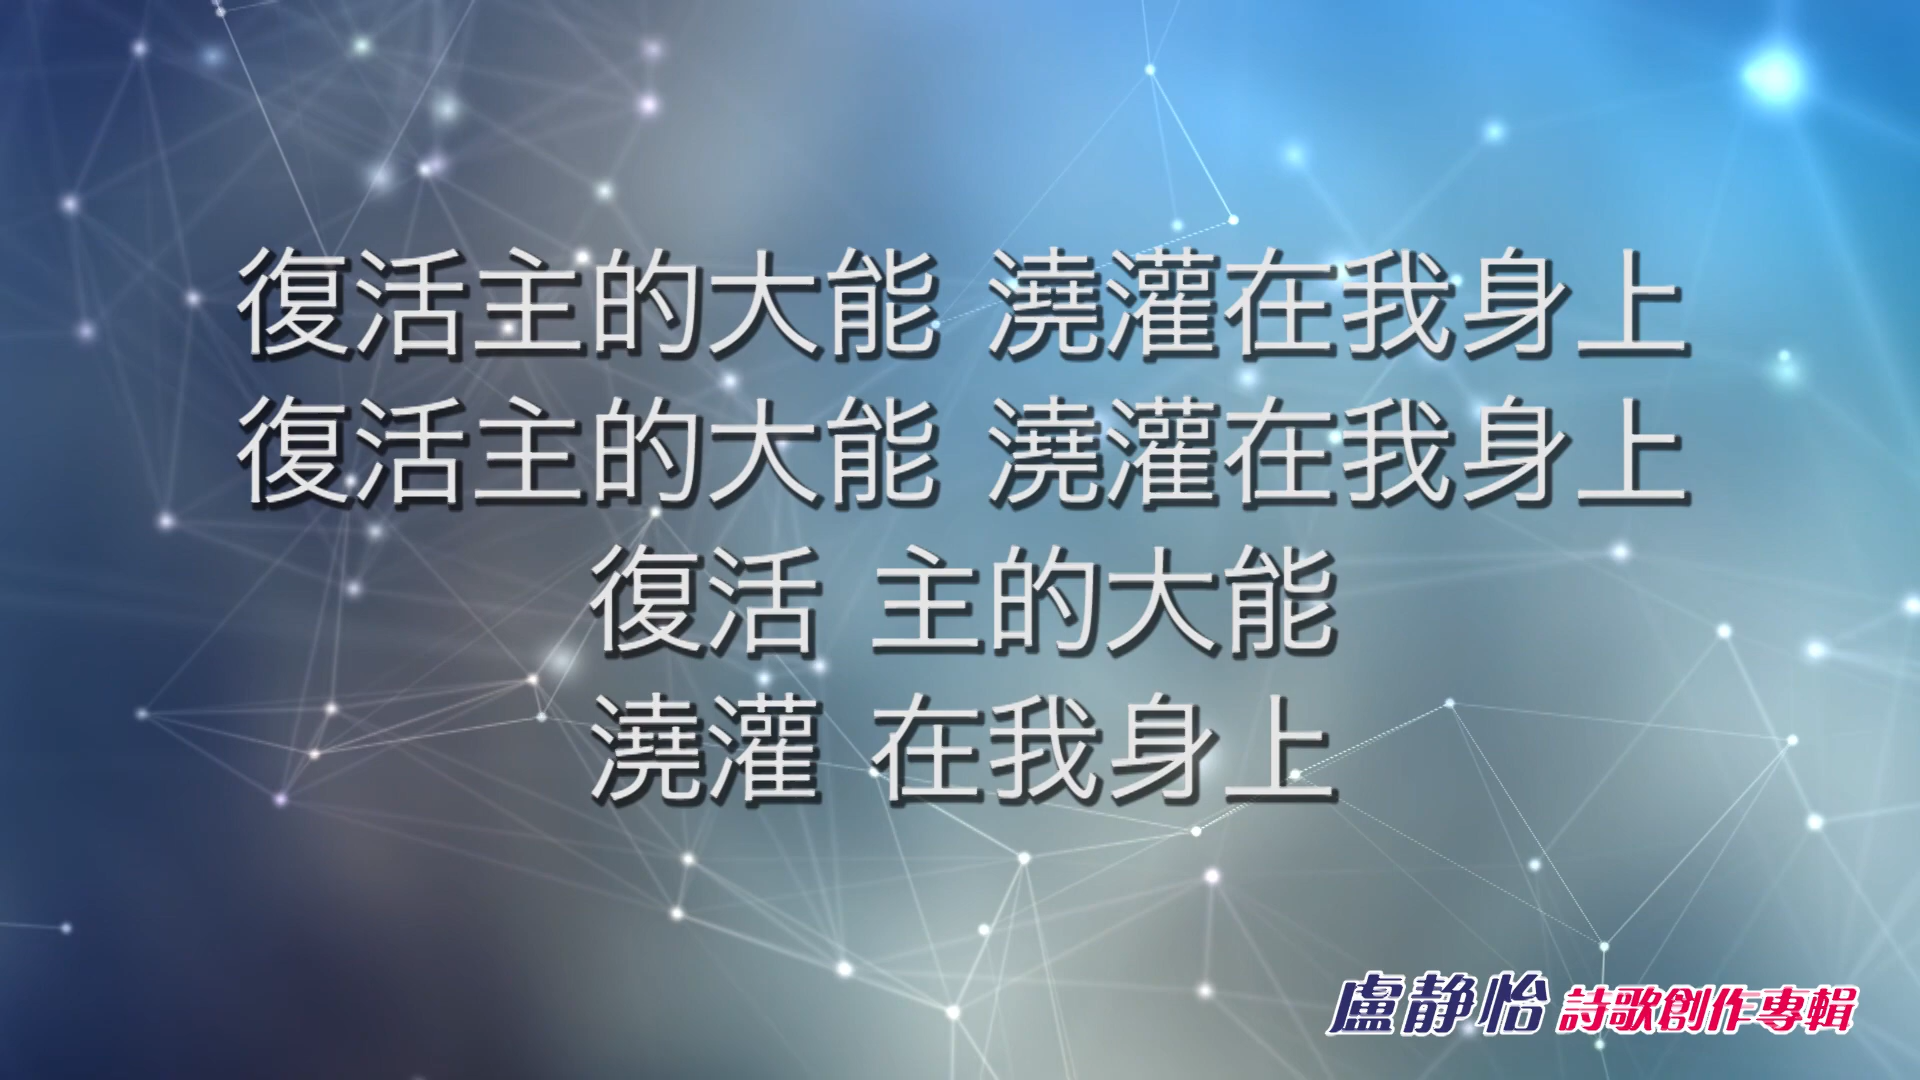 復活主的大能 澆灌在我身上
復活主的大能 澆灌在我身上
復活 主的大能
澆灌 在我身上
盧静怡 詩歌創作專輯